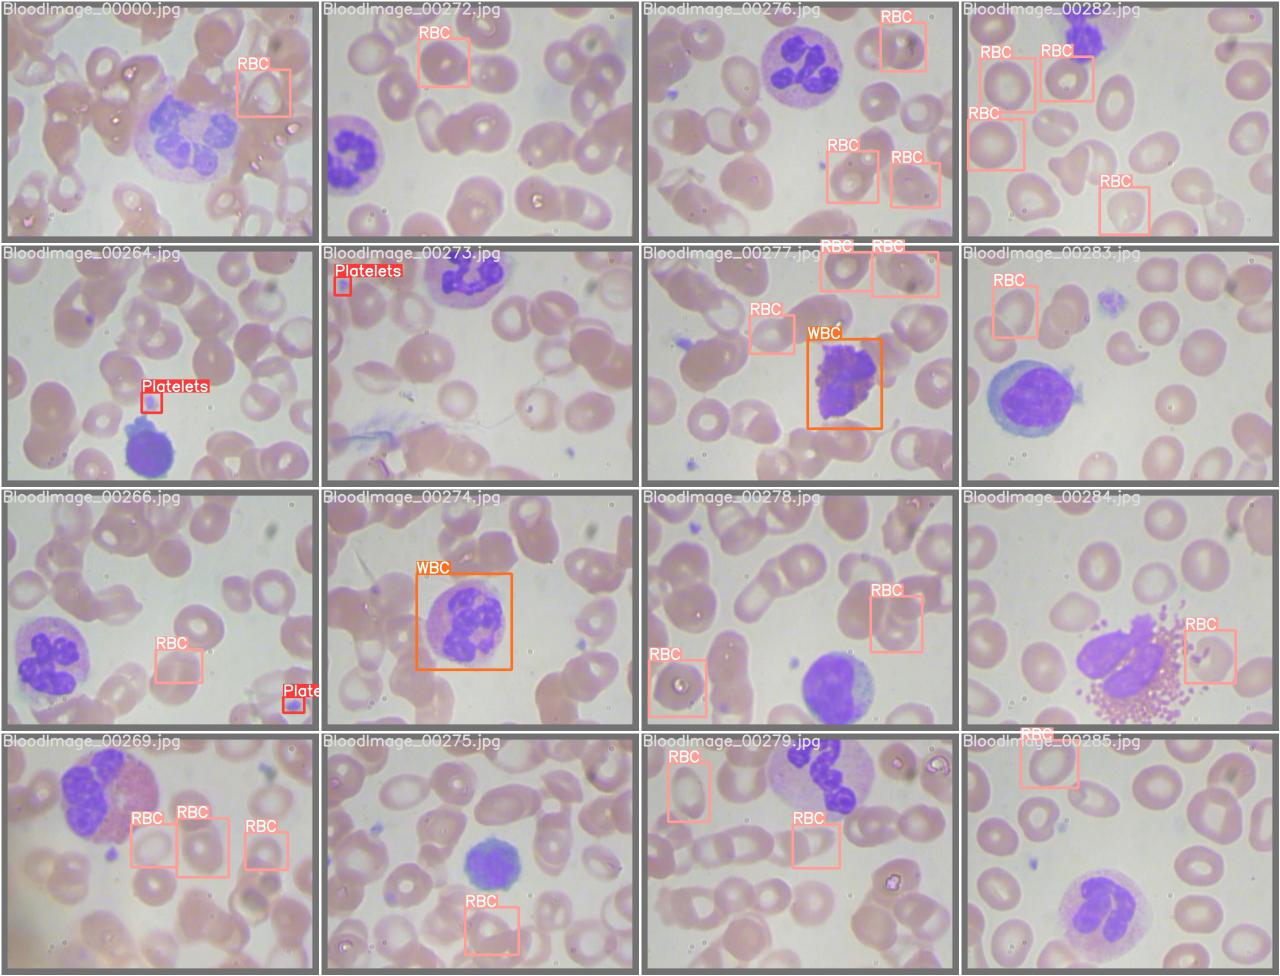 BloodImage_00000.jpg
RBC
BloodImage_00272.jpg
RBC
BloodImage_00276.jpg
RBC
RBC
RBC
BloodImage_00282.jpg
RBC
RBC
RBC
RBC
BloodImage_00264.jpg
Platelets
BloodImage_00273.jpg
Platelets
BloodImage_00277.jpg
RBC
RBC
RBC
WBC
BloodImage_00283.jpg
RBC
BloodImage_00266.jpg
RBC
Plate
BloodImage_00274.jpg
WBC
BloodImage_00278.jpg
RBC
RBC
BloodImage_00284.jpg
RBC
BloodImage_00269.jpg
RBC
RBC
RBC
BloodImage_00275.jpg
RBC
BloodImage_00279.jpg
RBC
RBC
BloodImage_00285.jpg
RBC